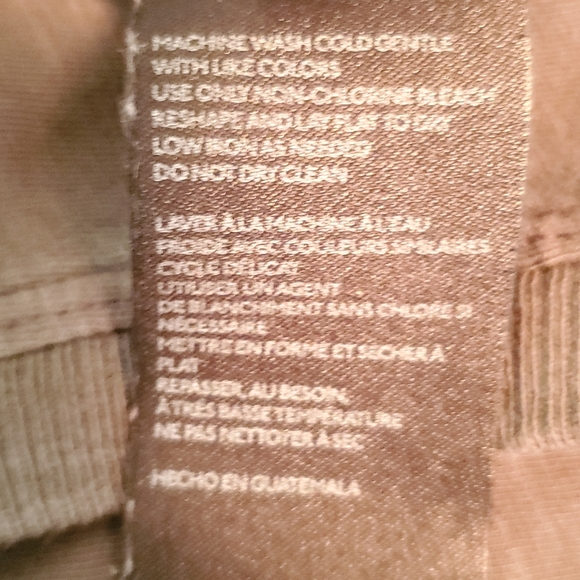 MACHINE WASH COLD GENTLE
WITH LIKE COLORS
USE ONLY NON-CHLORINE BLEACH
RESHAPE AND LAY FLAT TO DRY
LOW IRON AS NEEDED
DO NOT DRY CLEAN
LAVER À LA MACHINE À L'EAU
FROIDE AVEC COULEURS SIMILAIRES
CYCLE DELICAT
UTILISER UN AGENT
DE BLANCHIMENT SANS CHLORE SI
NÉCESSAIRE
METTRE EN FORME ET SECHER À
PLAT
REPASSER, AU BESOIN,
À TRES BASSE TEMPÉRATURE
NE PAS NETTOYER À SEC
HECHO EN GUATEMALA